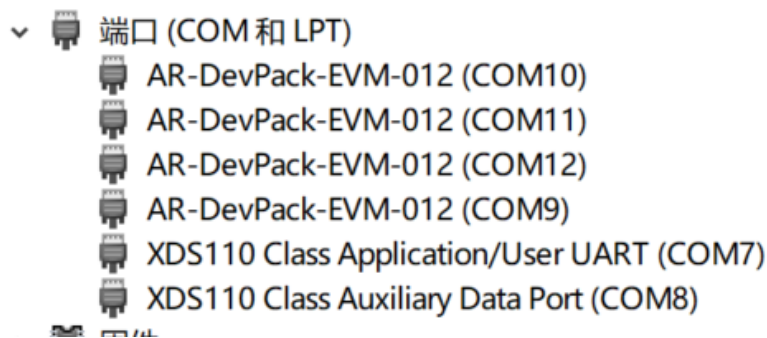 端口 (COM 和 LPT)
AR-DevPack-EVM-012 (COM10)
AR-DevPack-EVM-012 (COM11)
AR-DevPack-EVM-012 (COM12)
AR-DevPack-EVM-012 (COM9)
XDS110 Class Application/User UART (COM7)
XDS110 Class Auxiliary Data Port (COM8)